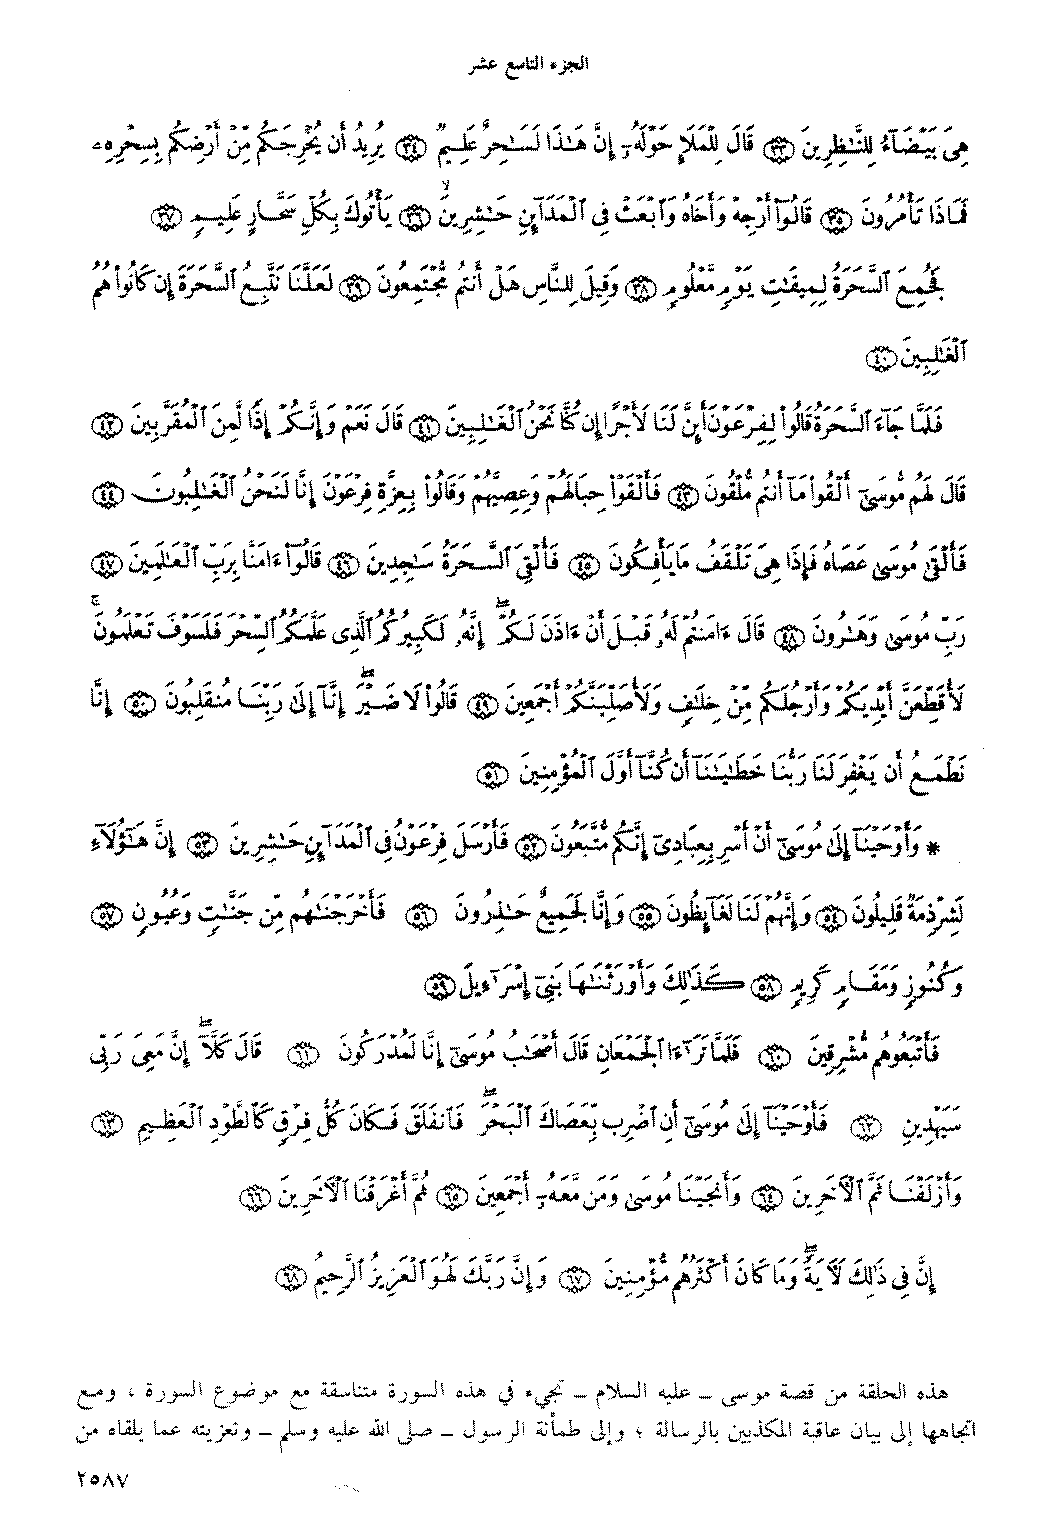 الجزء التاسع عشر
هِىَ بَيْضَآءُ لِلنَّٰظِرِينَ ﴿٣٣﴾ قَالَ لِلْمَلَإِ حَوْلَهُۥٓ إِنَّ هَٰذَا لَسَٰحِرٌ عَلِيمٌ ﴿٣٤﴾ يُرِيدُ أَن يُخْرِجَكُم مِّنْ أَرْضِكُم بِسِحْرِهِۦ
فَمَاذَا تَأْمُرُونَ ﴿٣٥﴾ قَالُوٓا۟ أَرْجِهْ وَأَخَاهُ وَٱبْعَثْ فِى ٱلْمَدَآئِنِ حَٰشِرِينَ ﴿٣٦﴾ يَأْتُوكَ بِكُلِّ سَحَّارٍ عَلِيمٍ ﴿٣٧﴾
فَجُمِعَ ٱلسَّحَرَةُ لِمِيقَٰتِ يَوْمٍ مَّعْلُومٍ ﴿٣٨﴾ وَقِيلَ لِلنَّاسِ هَلْ أَنتُم مُّجْتَمِعُونَ ﴿٣٩﴾ لَعَلَّنَا نَتَّبِعُ ٱلسَّحَرَةَ إِن كَانُوا۟ هُمُ
ٱلْغَٰلِبِينَ ﴿٤٠﴾
فَلَمَّا جَآءَ ٱلسَّحَرَةُ قَالُوا۟ لِفِرْعَوْنَ أَئِنَّ لَنَا لَأَجْرًا إِن كُنَّا نَحْنُ ٱلْغَٰلِبِينَ ﴿٤١﴾ قَالَ نَعَمْ وَإِنَّكُمْ إِذًا لَّمِنَ ٱلْمُقَرَّبِينَ ﴿٤٢﴾
قَالَ لَهُم مُّوسَىٰٓ أَلْقُوا۟ مَآ أَنتُم مُّلْقُونَ ﴿٤٣﴾ فَأَلْقَوْا۟ حِبَالَهُمْ وَعِصِيَّهُمْ وَقَالُوا۟ بِعِزَّةِ فِرْعَوْنَ إِنَّا لَنَحْنُ ٱلْغَٰلِبُونَ ﴿٤٤﴾
فَأَلْقَىٰ مُوسَىٰ عَصَاهُ فَإِذَا هِىَ تَلْقَفُ مَا يَأْفِكُونَ ﴿٤٥﴾ فَأُلْقِىَ ٱلسَّحَرَةُ سَٰجِدِينَ ﴿٤٦﴾ قَالُوٓا۟ ءَامَنَّا بِرَبِّ ٱلْعَٰلَمِينَ ﴿٤٧﴾
رَبِّ مُوسَىٰ وَهَٰرُونَ ﴿٤٨﴾ قَالَ ءَامَنتُمْ لَهُۥ قَبْلَ أَنْ ءَاذَنَ لَكُمْ ۖ إِنَّهُۥ لَكَبِيرُكُمُ ٱلَّذِى عَلَّمَكُمُ ٱلسِّحْرَ فَلَسَوْفَ تَعْلَمُونَ ۚ
لَأُقَطِّعَنَّ أَيْدِيَكُمْ وَأَرْجُلَكُم مِّنْ خِلَٰفٍ وَلَأُصَلِّبَنَّكُمْ أَجْمَعِينَ ﴿٤٩﴾ قَالُوا۟ لَا ضَيْرَ ۖ إِنَّآ إِلَىٰ رَبِّنَا مُنقَلِبُونَ ﴿٥٠﴾ إِنَّا
نَطْمَعُ أَن يَغْفِرَ لَنَا رَبُّنَا خَطَٰيَٰنَآ أَن كُنَّآ أَوَّلَ ٱلْمُؤْمِنِينَ ﴿٥١﴾
* وَأَوْحَيْنَآ إِلَىٰ مُوسَىٰٓ أَنْ أَسْرِ بِعِبَادِىٓ إِنَّكُم مُّتَّبَعُونَ ﴿٥٢﴾ فَأَرْسَلَ فِرْعَوْنُ فِى ٱلْمَدَآئِنِ حَٰشِرِينَ ﴿٥٣﴾ إِنَّ هَٰٓؤُلَآءِ
لَشِرْذِمَةٌ قَلِيلُونَ ﴿٥٤﴾ وَإِنَّهُمْ لَنَا لَغَآئِظُونَ ﴿٥٥﴾ وَإِنَّا لَجَمِيعٌ حَٰذِرُونَ ﴿٥٦﴾ فَأَخْرَجْنَٰهُم مِّن جَنَّٰتٍ وَعُيُونٍ ﴿٥٧﴾
وَكُنُوزٍ وَمَقَامٍ كَرِيمٍ ﴿٥٨﴾ كَذَٰلِكَ وَأَوْرَثْنَٰهَا بَنِىٓ إِسْرَٰٓءِيلَ ﴿٥٩﴾
فَأَتْبَعُوهُم مُّشْرِقِينَ ﴿٦٠﴾ فَلَمَّا تَرَٰٓءَا ٱلْجَمْعَانِ قَالَ أَصْحَٰبُ مُوسَىٰٓ إِنَّا لَمُدْرَكُونَ ﴿٦١﴾ قَالَ كَلَّآ ۖ إِنَّ مَعِىَ رَبِّى
سَيَهْدِينِ ﴿٦٢﴾ فَأَوْحَيْنَآ إِلَىٰ مُوسَىٰٓ أَنِ ٱضْرِب بِّعَصَاكَ ٱلْبَحْرَ ۖ فَٱنفَلَقَ فَكَانَ كُلُّ فِرْقٍ كَٱلطَّوْدِ ٱلْعَظِيمِ ﴿٦٣﴾
وَأَزْلَفْنَا ثَمَّ ٱلْـَٔاخَرِينَ ﴿٦٤﴾ وَأَنجَيْنَا مُوسَىٰ وَمَن مَّعَهُۥٓ أَجْمَعِينَ ﴿٦٥﴾ ثُمَّ أَغْرَقْنَا ٱلْـَٔاخَرِينَ ﴿٦٦﴾
إِنَّ فِى ذَٰلِكَ لَـَٔايَةً ۖ وَمَا كَانَ أَكْثَرُهُم مُّؤْمِنِينَ ﴿٦٧﴾ وَإِنَّ رَبَّكَ لَهُوَ ٱلْعَزِيزُ ٱلرَّحِيمُ ﴿٦٨﴾
هذه الحلقة من قصة موسى ــ عليه السلام ــ تجيء في هذه السورة متناسقة مع موضوع السورة ، ومع
اتجاهها إلى بيان عاقبة المكذبين بالرسالة ؛ وإلى طمأنة الرسول ــ صلى الله عليه وسلم ــ وتعزيته عما يلقاه من
٢٥٨٧